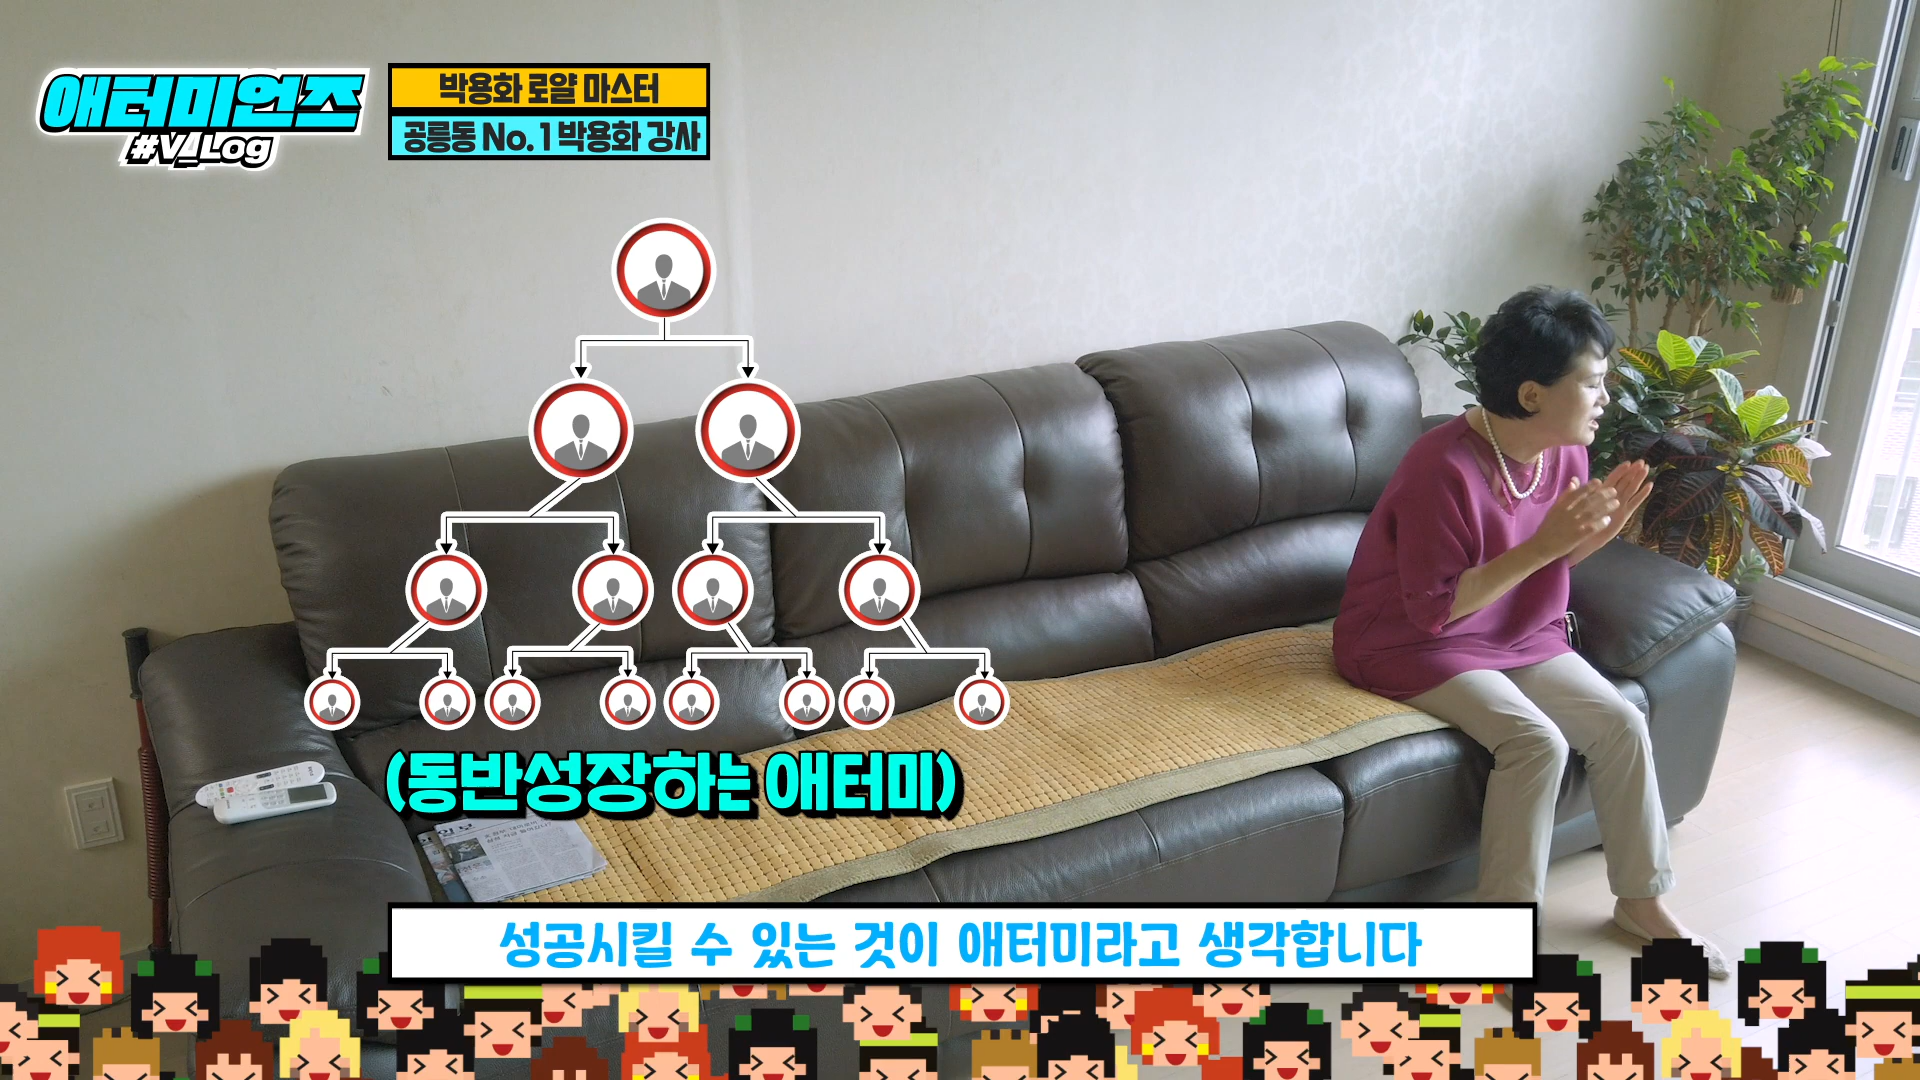 애터미언즈
#V_Log
박용화 로얄 마스터
공릉동 No.1 박용화 강사
(동반성장하는 애터미)
성공시킬 수 있는 것이 애터미라고 생각합니다